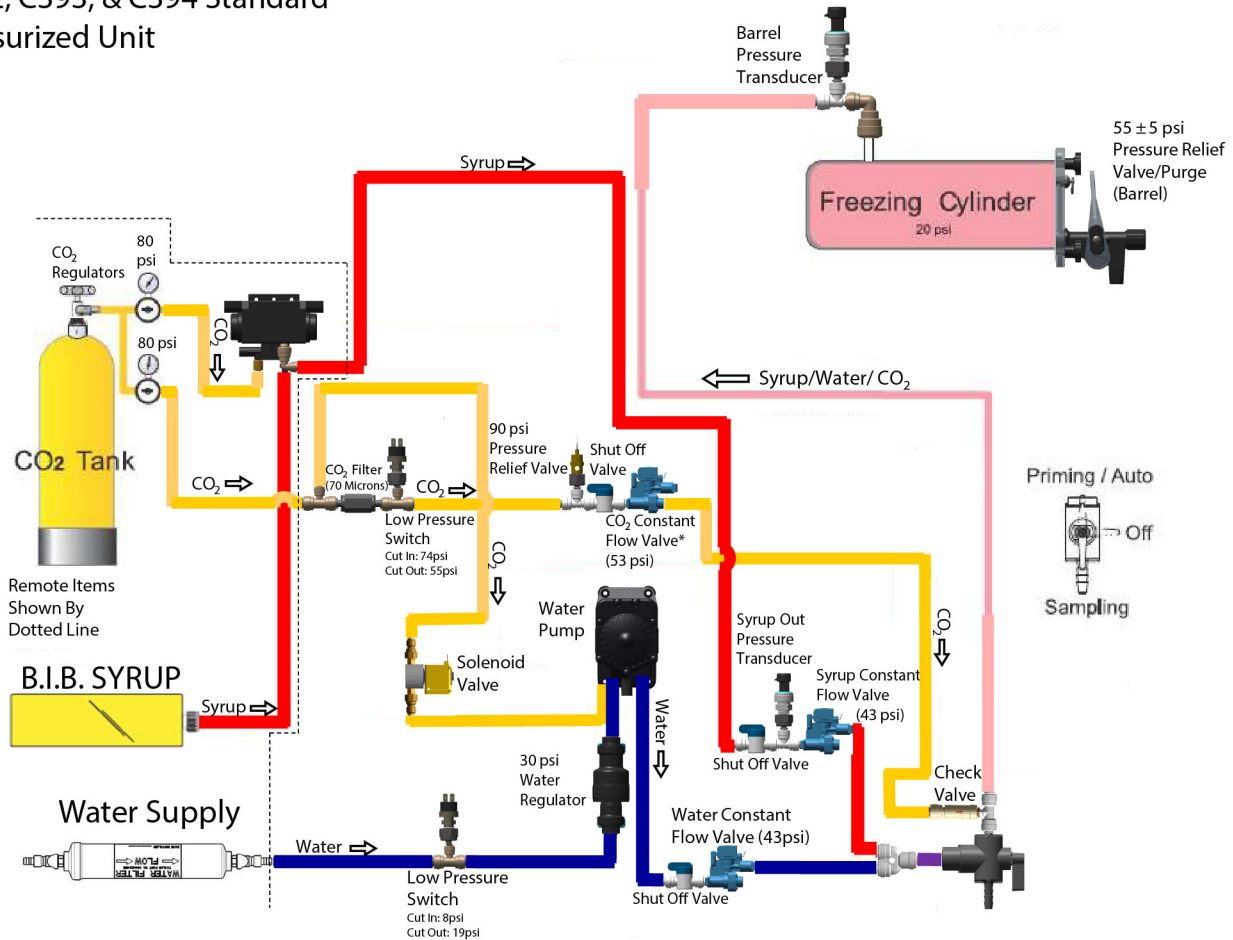 , C393, & C394 Standard
surized Unit
Barrel
Pressure
Transducer
55 ± 5 psi
Pressure Relief
Valve/Purge
(Barrel)
Freezing Cylinder
20 psi
Syrup
CO2
Regulators
80
psi
80 psi
CO2
CO2 Tank
Syrup/Water/ CO2
90 psi
Pressure
Relief Valve
Shut Off
Valve
CO2
CO2 Filter
(70 Microns)
CO2
Low Pressure
Switch
Cut In: 74psi
Cut Out: 55psi
CO2 Constant
Flow Valve*
(53 psi)
CO2
Priming / Auto
Off
Sampling
Remote Items
Shown By
Dotted Line
Water
Pump
Solenoid
Valve
Syrup Out
Pressure
Transducer
CO2
Syrup Constant
Flow Valve
(43 psi)
B.I.B. SYRUP
Syrup
Water
30 psi
Water
Regulator
Shut Off Valve
Check
Valve
Water Supply
WATER FILTER
FLOW
Water
Water Constant
Flow Valve (43psi)
Low Pressure
Switch
Cut In: 8psi
Cut Out: 19psi
Shut Off Valve